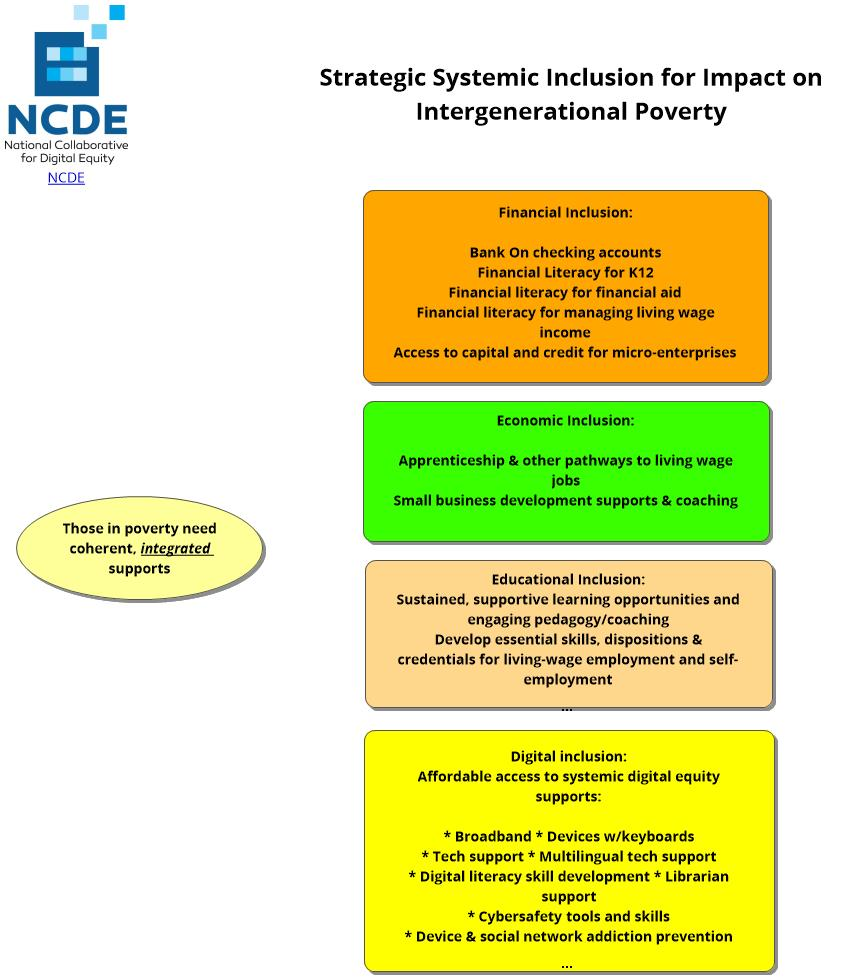 NCDE
National Collaborative
for Digital Equity
NCDE
Strategic Systemic Inclusion for Impact on
Intergenerational Poverty
Financial Inclusion:
Bank On checking accounts
Financial Literacy for K12
Financial literacy for financial aid
Financial literacy for managing living wage
income
Access to capital and credit for micro-enterprises
Economic Inclusion:
Apprenticeship & other pathways to living wage
jobs
Small business development supports & coaching
Those in poverty need
coherent, integrated
supports
Educational Inclusion:
Sustained, supportive learning opportunities and
engaging pedagogy/coaching
Develop essential skills, dispositions &
credentials for living-wage employment and self-
employment
...
Digital inclusion:
Affordable access to systemic digital equity
supports:
* Broadband * Devices w/keyboards
* Tech support * Multilingual tech support
* Digital literacy skill development * Librarian
support
* Cybersafety tools and skills
* Device & social network addiction prevention
...